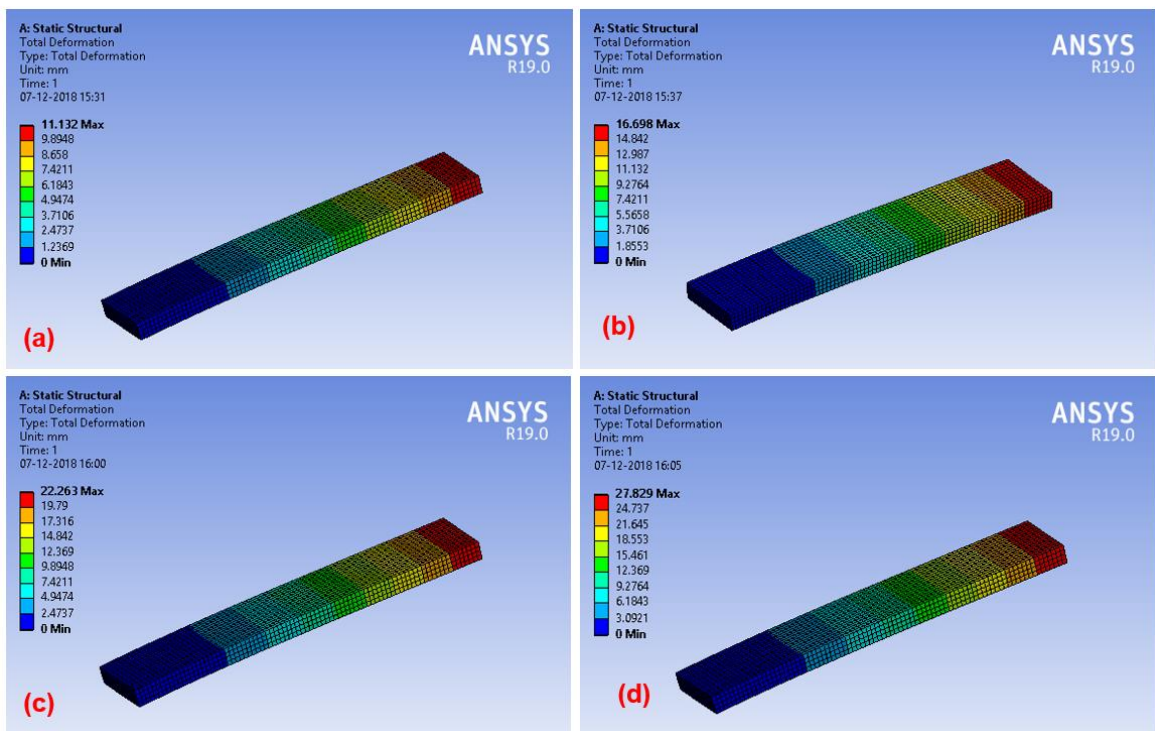 A: Static Structural
Total Deformation
Type: Total Deformation
Unit: mm
Time: 1
07-12-2018 15:31
ANSYS
R19.0
11.132 Max
9.8948
8.658
7.4211
6.1843
4.9474
3.7106
2.4737
1.2369
0 Min
(a)
A: Static Structural
Total Deformation
Type: Total Deformation
Unit: mm
Time: 1
07-12-2018 15:37
ANSYS
R19.0
16.698 Max
14.842
12.987
11.132
9.2764
7.4211
5.5658
3.7106
1.8553
0 Min
(b)
A: Static Structural
Total Deformation
Type: Total Deformation
Unit: mm
Time: 1
07-12-2018 16:00
ANSYS
R19.0
22.263 Max
19.79
17.316
14.842
12.369
9.8948
7.4211
4.9474
2.4737
0 Min
(c)
A: Static Structural
Total Deformation
Type: Total Deformation
Unit: mm
Time: 1
07-12-2018 16:05
ANSYS
R19.0
27.829 Max
24.737
21.645
18.553
15.461
12.369
9.2764
6.1843
3.0921
0 Min
(d)